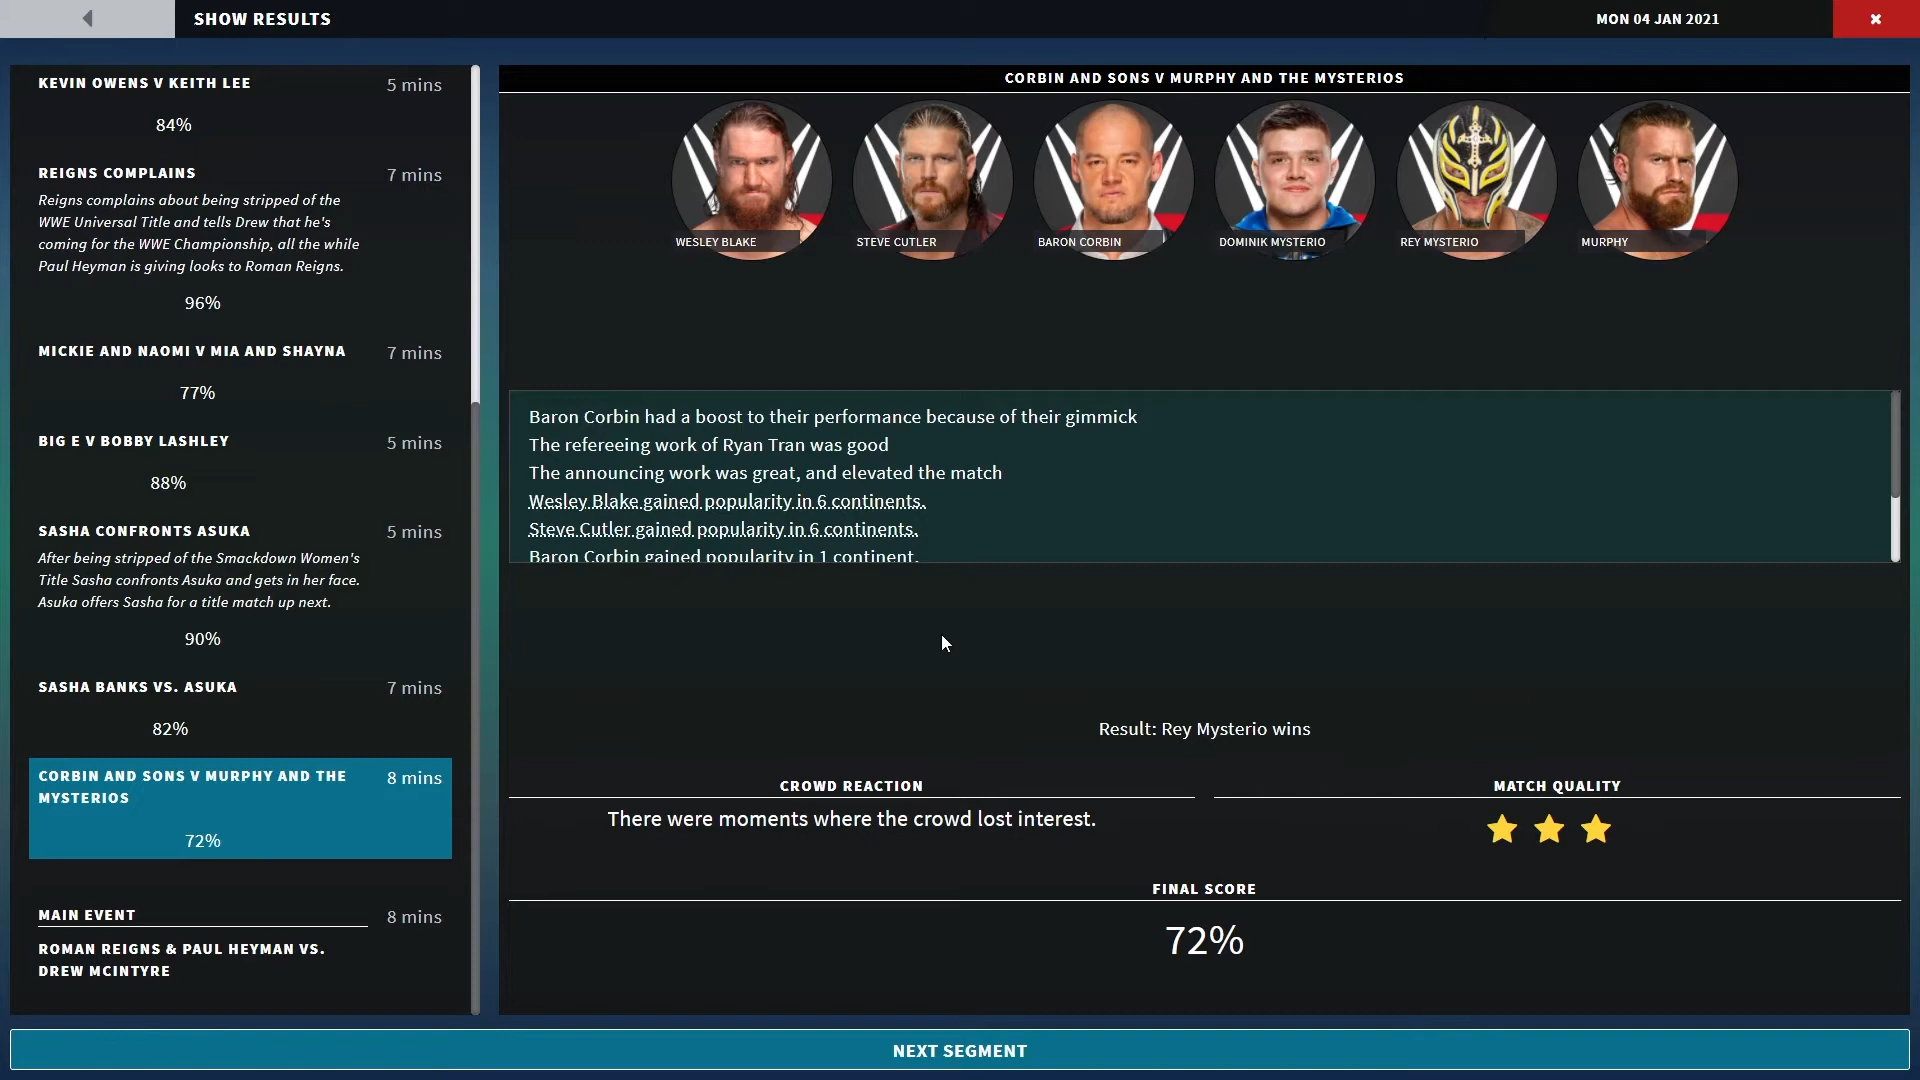 SHOW RESULTS
MON 04 JAN 2021
KEVIN OWENS V KEITH LEE
5 mins
84%
REIGNS COMPLAINS
7 mins
Reigns complains about being stripped of the
WWE Universal Title and tells Drew that he's
coming for the WWE Championship, all the while
Paul Heyman is giving looks to Roman Reigns.
96%
MICKIE AND NAOMI V MIA AND SHAYNA
7 mins
77%
BIG E V BOBBY LASHLEY
5 mins
88%
SASHA CONFRONTS ASUKA
5 mins
After being stripped of the Smackdown Women's
Title Sasha confronts Asuka and gets in her face.
Asuka offers Sasha for a title match up next.
90%
SASHA BANKS VS. ASUKA
7 mins
82%
CORBIN AND SONS V MURPHY AND THE
MYSTERIOS
8 mins
72%
MAIN EVENT
8 mins
ROMAN REIGNS & PAUL HEYMAN VS.
DREW MCINTYRE
CORBIN AND SONS V MURPHY AND THE MYSTERIOS
WESLEY BLAKE
STEVE CUTLER
BARON CORBIN
DOMINIK MYSTERIO
REY MYSTERIO
MURPHY
Baron Corbin had a boost to their performance because of their gimmick
The refereeing work of Ryan Tran was good
The announcing work was great, and elevated the match
Wesley Blake gained popularity in 6 continents.
Steve Cutler gained popularity in 6 continents.
Baron Corbin gained popularity in 1 continent.
Result: Rey Mysterio wins
CROWD REACTION
There were moments where the crowd lost interest.
MATCH QUALITY
FINAL SCORE
72%
NEXT SEGMENT